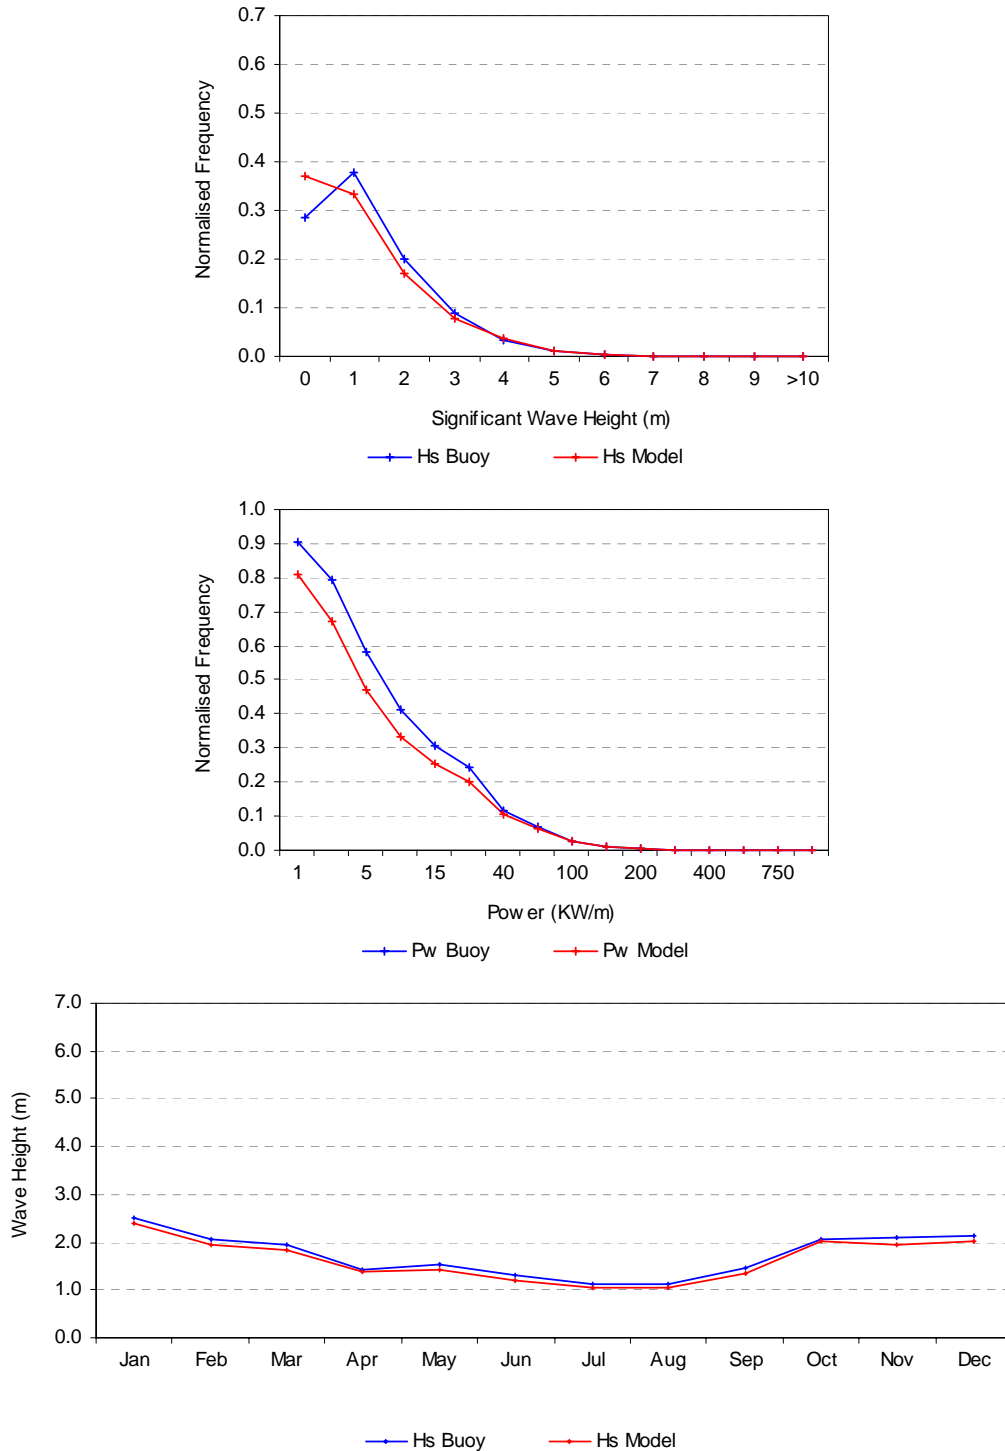 0.7
0.6
0.5
0.4
0.3
0.2
0.1
0.0
Normalised Frequency
0 1 2 3 4 5 6 7 8 9 >10
Significant Wave Height (m)
Hs Buoy Hs Model
1.0
0.9
0.8
0.7
0.6
0.5
0.4
0.3
0.2
0.1
0.0
Normalised Frequency
1 5 15 40 100 200 400 750
Power (KW/m)
Pw Buoy Pw Model
7.0
6.0
5.0
4.0
3.0
2.0
1.0
0.0
Wave Height (m)
Jan Feb Mar Apr May Jun Jul Aug Sep Oct Nov Dec
Hs Buoy Hs Model